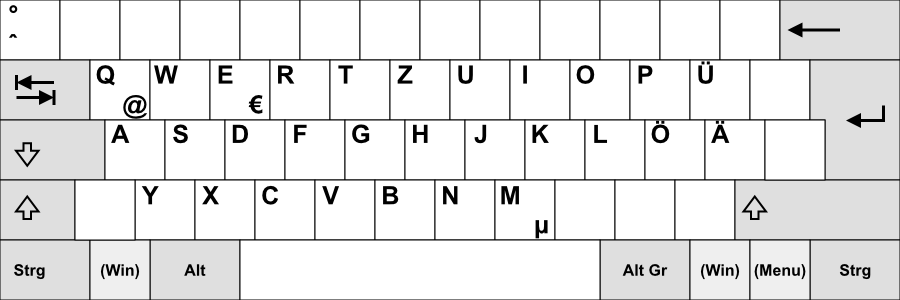 °
^
Q @ W E € R T Z U I O P Ü
A S D F G H J K L Ö Ä
Y X C V B N M µ
Strg (Win) Alt Alt Gr (Win) (Menu) Strg